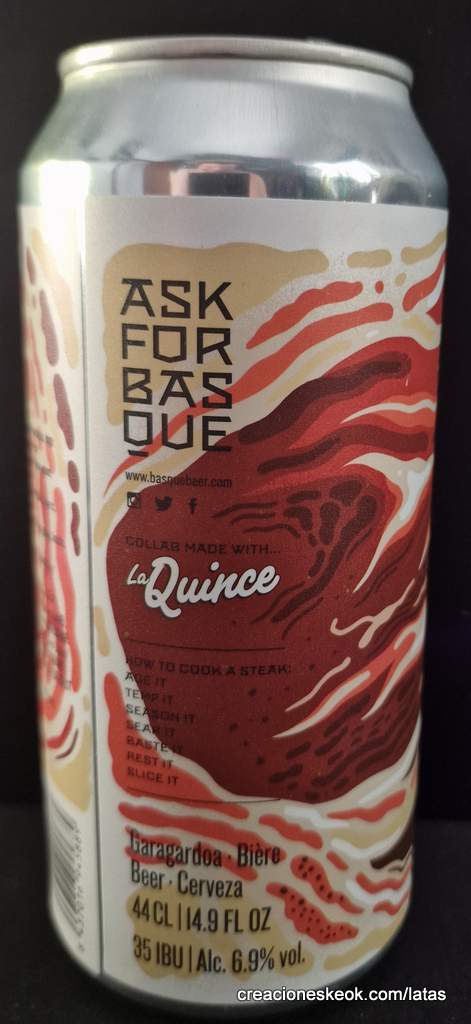 ASK
FOR
BAS
QUE
www.basquebeer.com
COLLAB MADE WITH...
La Quince
HOW TO COOK A STEAK:
AGE IT
TEMP IT
SEASON IT
SEAR IT
BASTE IT
REST IT
SLICE IT
Garagardoa · Bière
Beer · Cerveza
44 CL | 14.9 FL OZ
35 IBU | Alc. 6.9% vol.
creacioneskeok.com/latas